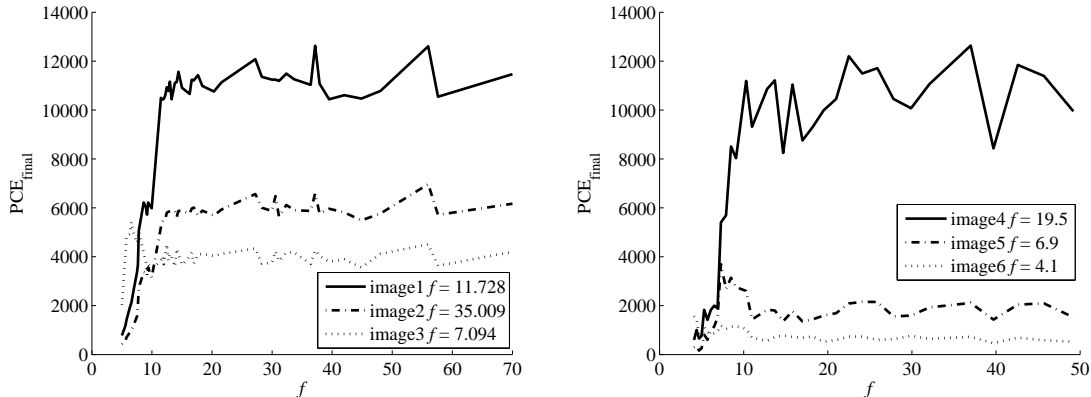 14000
12000
10000
8000
6000
4000
2000
0
PCE_final
0 10 20 30 40 50 60 70
f
image1 f = 11.728
image2 f = 35.009
image3 f = 7.094
14000
12000
10000
8000
6000
4000
2000
0
PCE_final
0 10 20 30 40 50
f
image4 f = 19.5
image5 f = 6.9
image6 f = 4.1